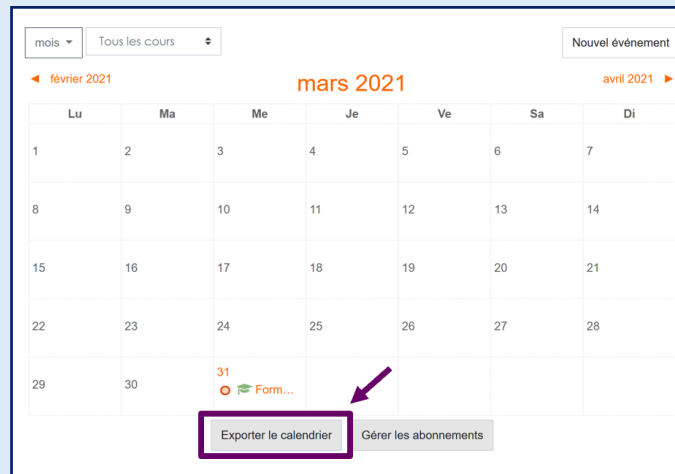 mois Tous les cours Nouvel événement
◄ février 2021 mars 2021 avril 2021 ►
Lu Ma Me Je Ve Sa Di
1 2 3 4 5 6 7
8 9 10 11 12 13 14
15 16 17 18 19 20 21
22 23 24 25 26 27 28
29 30 31
Form...
Exporter le calendrier Gérer les abonnements